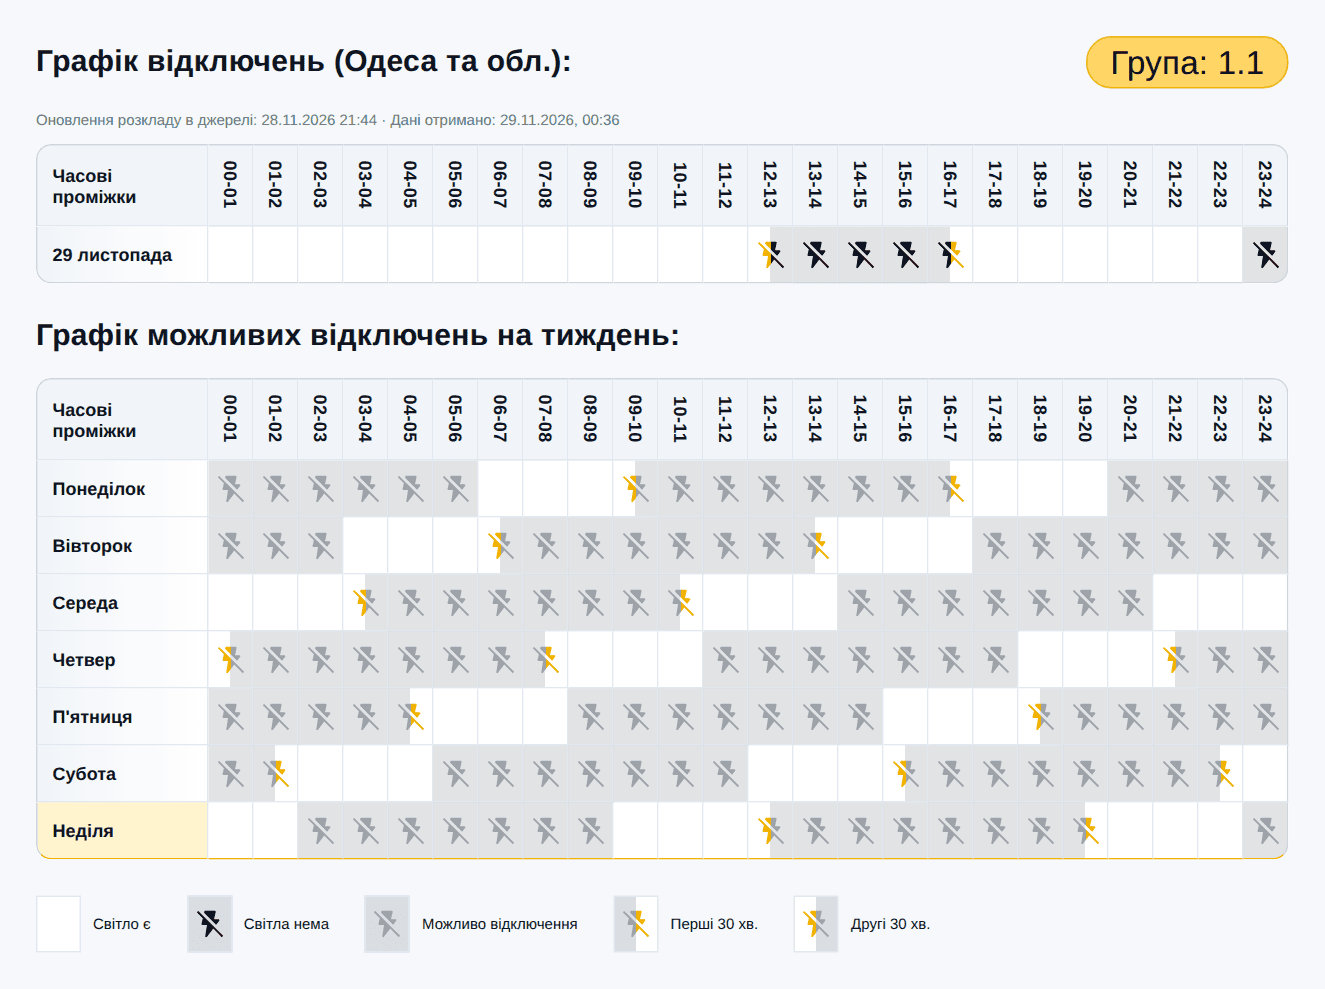 Графік відключень (Одеса та обл.):
Група: 1.1
Оновлення розкладу в джерелі: 28.11.2026 21:44 · Дані отримано: 29.11.2026, 00:36
Часові
проміжки
00-01
01-02
02-03
03-04
04-05
05-06
06-07
07-08
08-09
09-10
10-11
11-12
12-13
13-14
14-15
15-16
16-17
17-18
18-19
19-20
20-21
21-22
22-23
23-24
29 листопада
Графік можливих відключень на тиждень:
Часові
проміжки
00-01
01-02
02-03
03-04
04-05
05-06
06-07
07-08
08-09
09-10
10-11
11-12
12-13
13-14
14-15
15-16
16-17
17-18
18-19
19-20
20-21
21-22
22-23
23-24
Понеділок
Вівторок
Середа
Четвер
П'ятниця
Субота
Неділя
Світло є
Світла нема
Можливо відключення
Перші 30 хв.
Другі 30 хв.